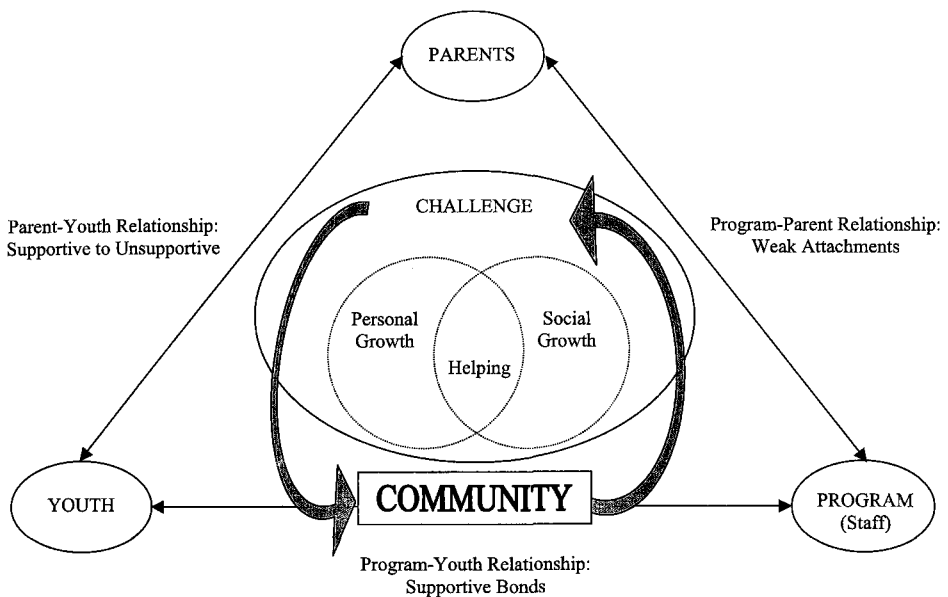 PARENTS
CHALLENGE
Parent-Youth Relationship:
Supportive to Unsupportive
Program-Parent Relationship:
Weak Attachments
Personal
Growth
Social
Growth
Helping
YOUTH
COMMUNITY
PROGRAM
(Staff)
Program-Youth Relationship:
Supportive Bonds